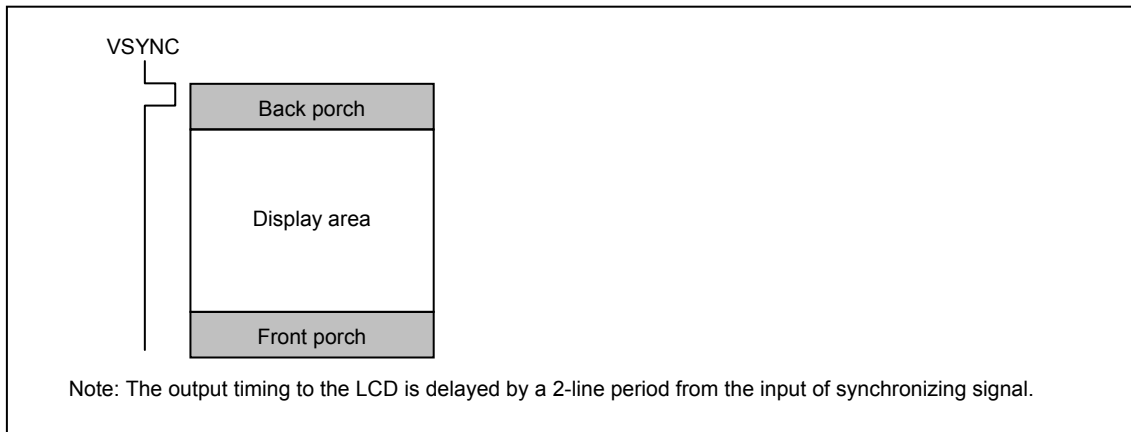 VSYNC
Back porch
Display area
Front porch
Note: The output timing to the LCD is delayed by a 2-line period from the input of synchronizing signal.